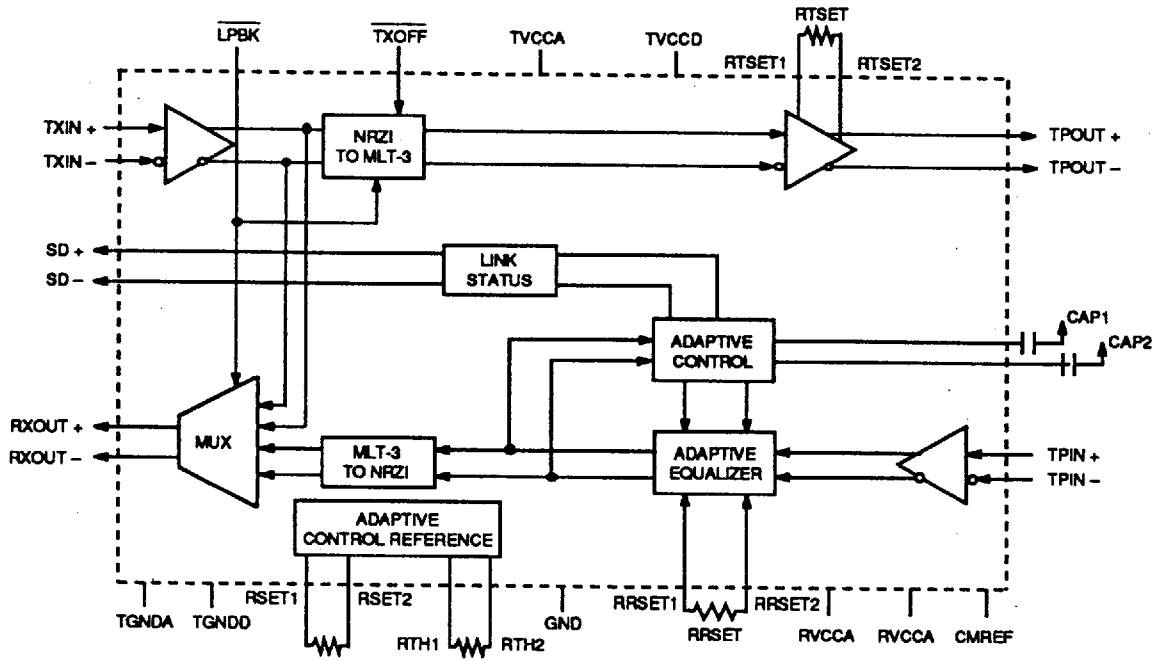 RTSET
LPBK
TXOFF
TVCCA
TVCCD
RTSET1
RTSET2
TXIN +
TXIN –
NRZI
TO MLT-3
TPOUT +
TPOUT –
SD +
SD –
LINK
STATUS
CAP1
CAP2
ADAPTIVE
CONTROL
RXOUT +
RXOUT –
MUX
MLT-3
TO NRZI
ADAPTIVE
EQUALIZER
TPIN +
TPIN –
ADAPTIVE
CONTROL REFERENCE
TGNDA
TGNDD
RSET1
RSET2
RTH1
RTH2
GND
RRSET1
RRSET2
RRSET
RVCCA
RVCCA
CMREF